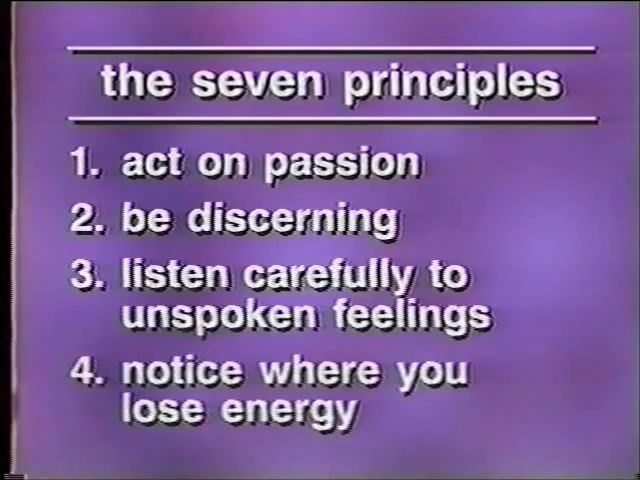 the seven principles
1. act on passion
2. be discerning
3. listen carefully to
unspoken feelings
4. notice where you
lose energy